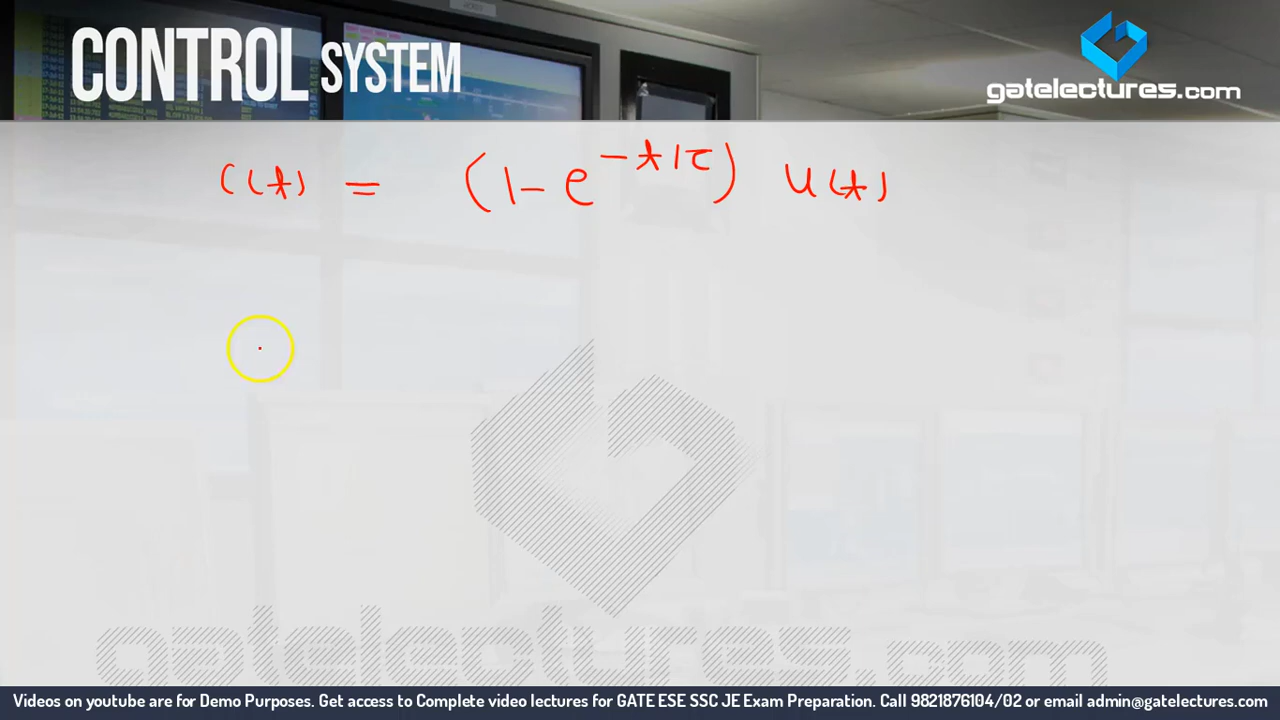 CONTROL SYSTEM
gatelectures.com
c(t) = (1 - e^{-t/τ}) u(t)
gatelectures.com
Videos on youtube are for Demo Purposes. Get access to Complete video lectures for GATE ESE SSC JE Exam Preparation. Call 9821876104/02 or email admin@gatelectures.com